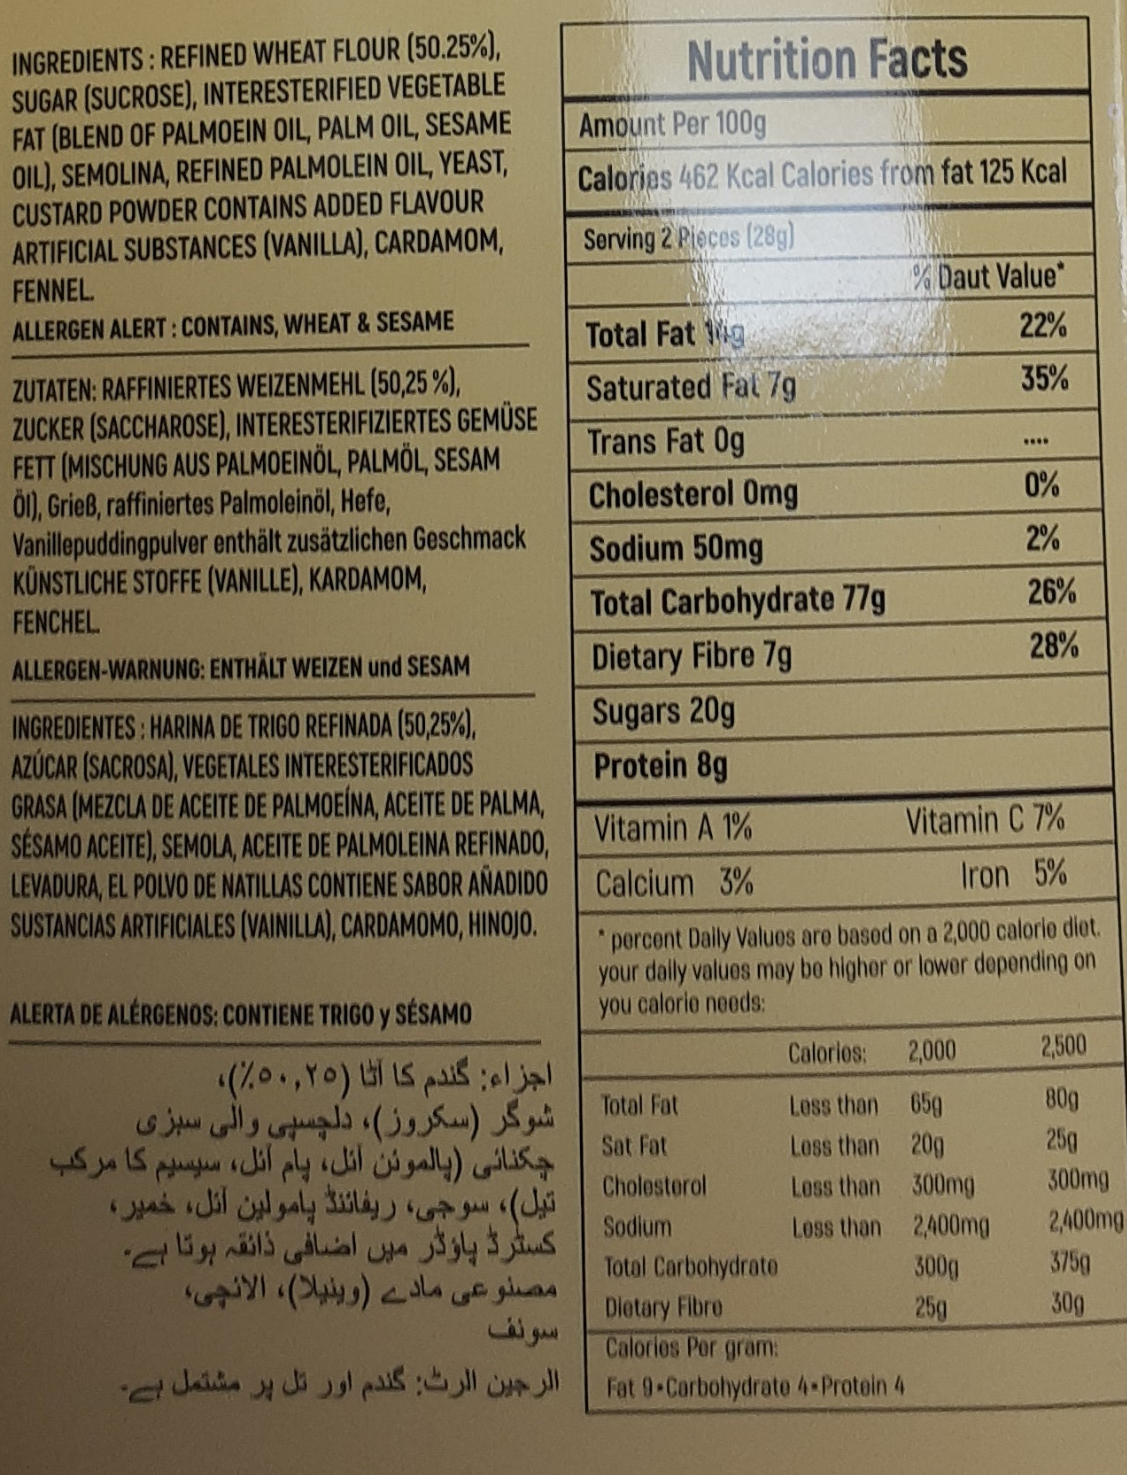 INGREDIENTS : REFINED WHEAT FLOUR (50.25%),
SUGAR (SUCROSE), INTERESTERIFIED VEGETABLE
FAT (BLEND OF PALMOEIN OIL, PALM OIL, SESAME
OIL), SEMOLINA, REFINED PALMOLEIN OIL, YEAST,
CUSTARD POWDER CONTAINS ADDED FLAVOUR
ARTIFICIAL SUBSTANCES (VANILLA), CARDAMOM,
FENNEL.
ALLERGEN ALERT : CONTAINS, WHEAT & SESAME
ZUTATEN: RAFFINIERTES WEIZENMEHL (50,25 %),
ZUCKER (SACCHAROSE), INTERESTERIFIZIERTES GEMÜSE
FETT (MISCHUNG AUS PALMOEINÖL, PALMÖL, SESAM
Öl), Grieß, raffiniertes Palmoleinöl, Hefe,
Vanillepuddingpulver enthält zusätzlichen Geschmack
KÜNSTLICHE STOFFE (VANILLE), KARDAMOM,
FENCHEL.
ALLERGEN-WARNUNG: ENTHÄLT WEIZEN und SESAM
INGREDIENTES : HARINA DE TRIGO REFINADA (50,25%),
AZÚCAR (SACROSA), VEGETALES INTERESTERIFICADOS
GRASA (MEZCLA DE ACEITE DE PALMOEÍNA, ACEITE DE PALMA,
SÉSAMO ACEITE), SEMOLA, ACEITE DE PALMOLEINA REFINADO,
LEVADURA, EL POLVO DE NATILLAS CONTIENE SABOR AÑADIDO
SUSTANCIAS ARTIFICIALES (VAINILLA), CARDAMOMO, HINOJO.
ALERTA DE ALÉRGENOS: CONTIENE TRIGO y SÉSAMO
اجزاء: گندم کا آٹا (۵۰,۲۵٪)،
شوگر (سکروز)، دلچسپی والی سبزی
چکنائی (پالموئن آئل، پام آئل، سیسیم کا مرکب
تیل)، سوجی، ریفائنڈ پامولین آئل، خمیر،
کسٹرڈ پاؤڈر میں اضافی ذائقہ ہوتا ہے۔
مصنوعی مادے (ونیلا)، الائچی،
سونف
الرجین الرٹ: گندم اور تل پر مشتمل ہے۔
Nutrition Facts
Amount Per 100g
Calories 462 Kcal Calories from fat 125 Kcal
Serving 2 Pieces (28g)
% Daut Value*
Total Fat 14g 22%
Saturated Fat 7g 35%
Trans Fat 0g ....
Cholesterol 0mg 0%
Sodium 50mg 2%
Total Carbohydrate 77g 26%
Dietary Fibre 7g 28%
Sugars 20g
Protein 8g
Vitamin A 1% Vitamin C 7%
Calcium 3% Iron 5%
* percent Daily Values are based on a 2,000 calorie diet.
your daily values may be higher or lower depending on
you calorie needs:
Calories: 2,000 2,500
Total Fat Less than 65g 80g
Sat Fat Less than 20g 25g
Cholesterol Less than 300mg 300mg
Sodium Less than 2,400mg 2,400mg
Total Carbohydrate 300g 375g
Dietary Fibre 25g 30g
Calories Per gram:
Fat 9•Carbohydrate 4•Protein 4